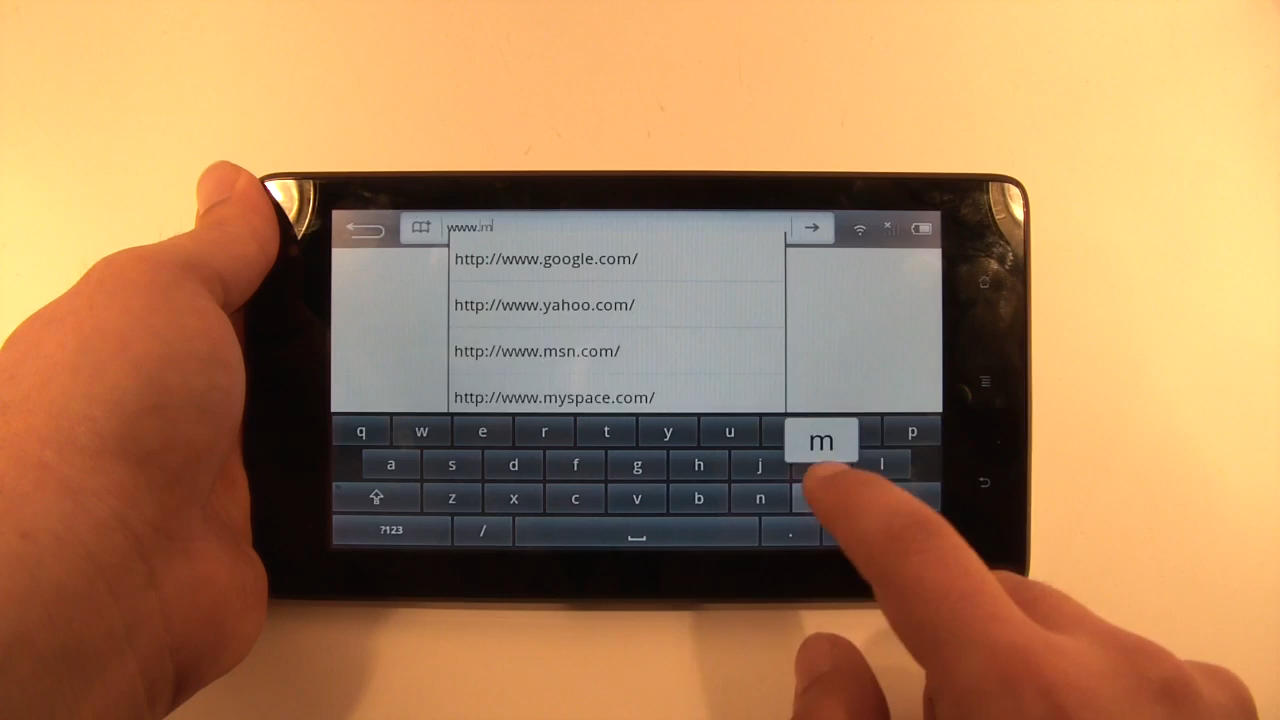 www.m
http://www.google.com/
http://www.yahoo.com/
http://www.msn.com/
http://www.myspace.com/
q w e r t y u p
m
a s d f g h j l
z x c v b n
?123 / .